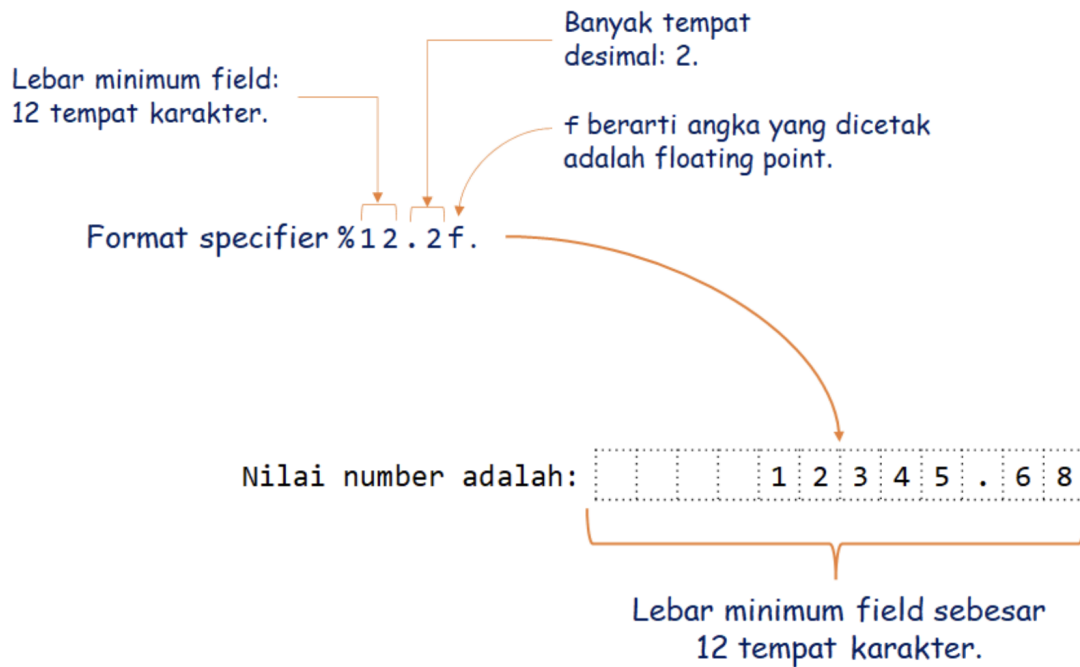 Banyak tempat
desimal: 2.
Lebar minimum field:
12 tempat karakter.
f berarti angka yang dicetak
adalah floating point.
Format specifier %12.2f.
Nilai number adalah: 12345.68
Lebar minimum field sebesar
12 tempat karakter.